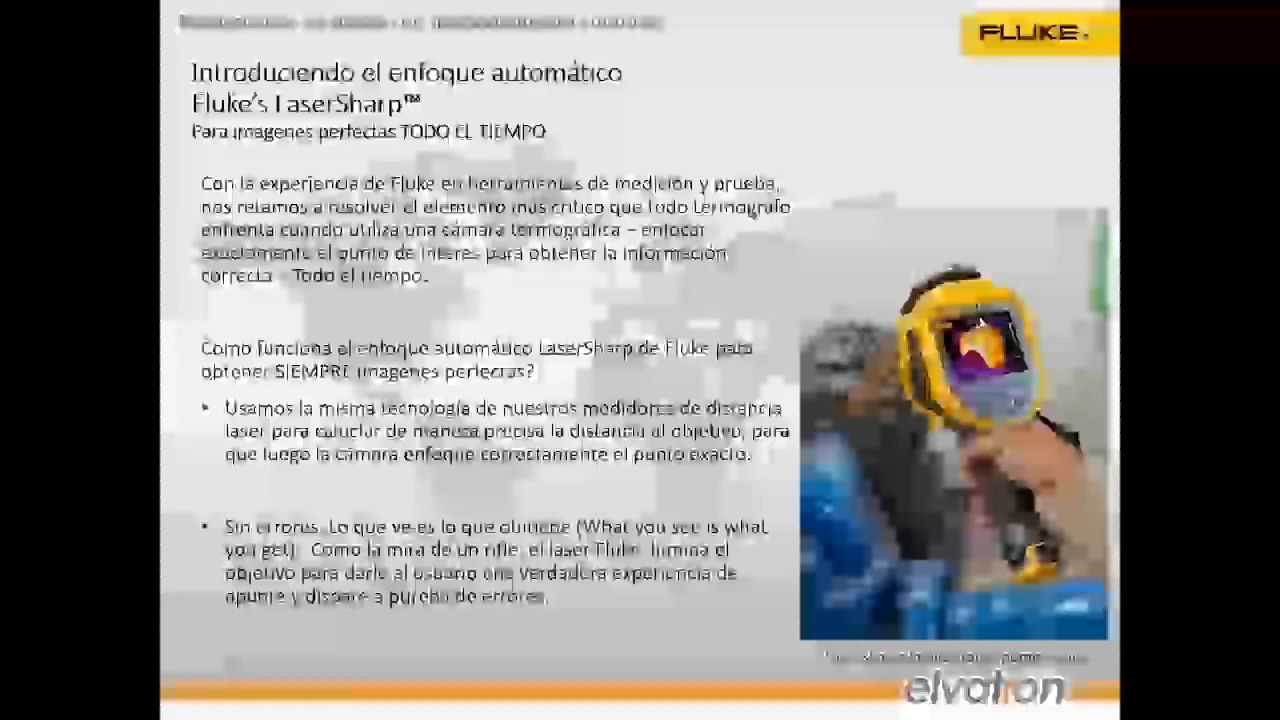 FLUKE
Introduciendo el enfoque automático
Fluke's LaserSharp™
Para imagenes perfectas TODO EL TIEMPO
Con la experiencia de Fluke en herramientas de medición y prueba,
nos retamos a resolver el elemento mas critico que todo termografo
enfrenta cuando utiliza una cámara termográfica – enfocar
exactamente el punto de interes para obtener la información
correcta - Todo el tiempo.
Como funciona el enfoque automático LaserSharp de Fluke para
obtener SIEMPRE imagenes perfectas?
• Usamos la misma tecnología de nuestros medidores de distancia
laser para calcular de manera precisa la distancia al objetivo, para
que luego la cámara enfoque correctamente el punto exacto.
• Sin errores. Lo que ve es lo que obtiene (What you see is what
you get). Como la mira de un rifle, el laser Fluke ilumina el
objetivo para darle al usuario una verdadera experiencia de
apunte y dispare a prueba de errores.
elvatron